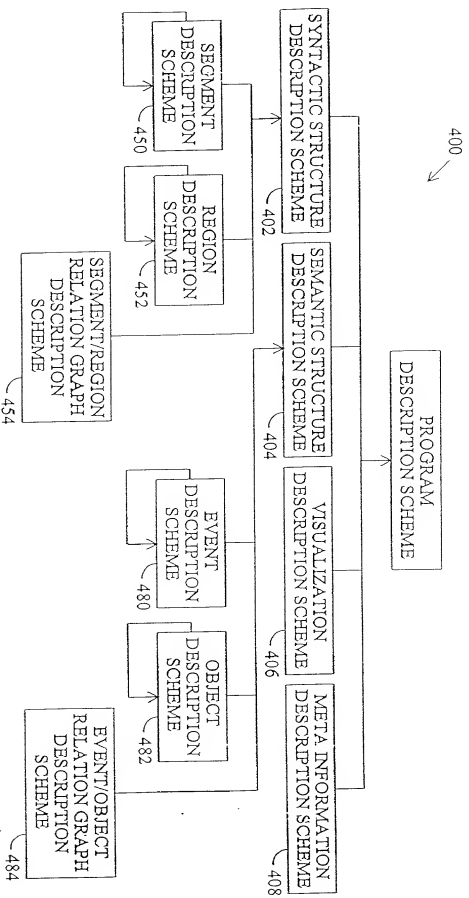 400
PROGRAM
DESCRIPTION SCHEME
SYNTACTIC STRUCTURE
DESCRIPTION SCHEME
402
SEMANTIC STRUCTURE
DESCRIPTION SCHEME
404
VISUALIZATION
DESCRIPTION SCHEME
406
META INFORMATION
DESCRIPTION SCHEME
408
SEGMENT
DESCRIPTION
SCHEME
450
REGION
DESCRIPTION
SCHEME
452
SEGMENT/REGION
RELATION GRAPH
DESCRIPTION
SCHEME
454
EVENT
DESCRIPTION
SCHEME
480
OBJECT
DESCRIPTION
SCHEME
482
EVENT/OBJECT
RELATION GRAPH
DESCRIPTION
SCHEME
484